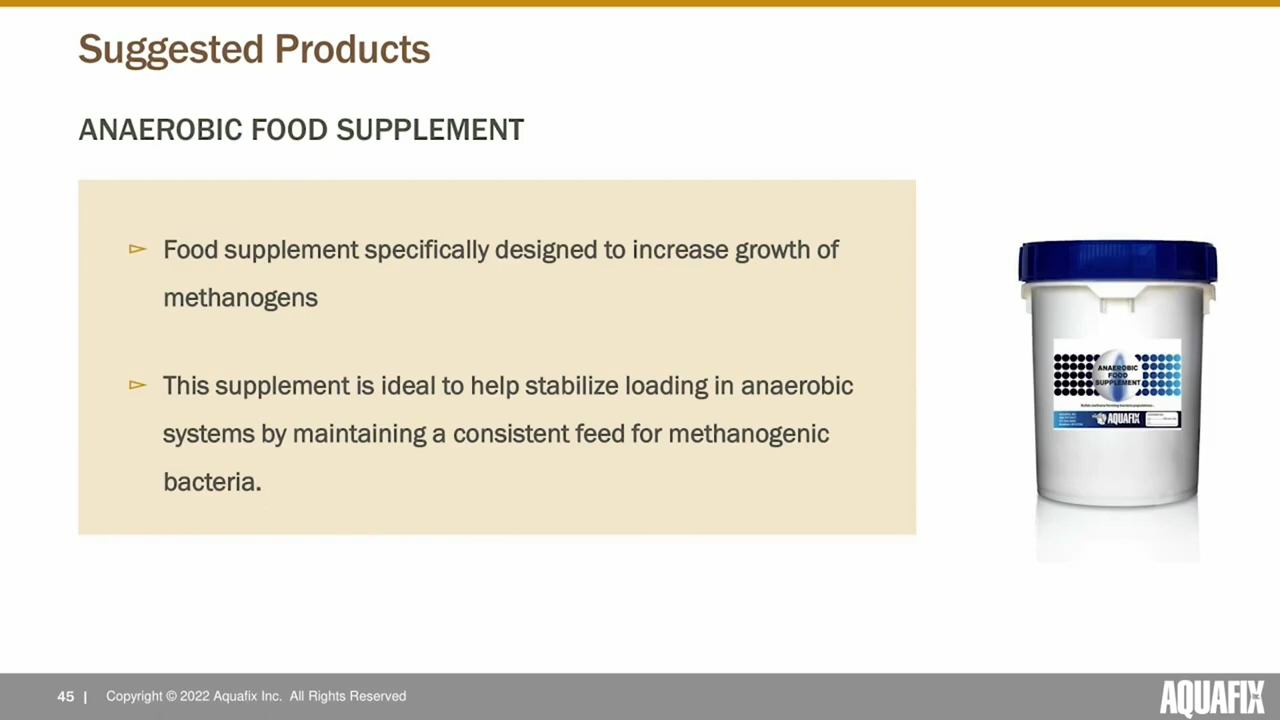 Suggested Products
ANAEROBIC FOOD SUPPLEMENT
▻ Food supplement specifically designed to increase growth of
methanogens
▻ This supplement is ideal to help stabilize loading in anaerobic
systems by maintaining a consistent feed for methanogenic
bacteria.
ANAEROBIC
FOOD
SUPPLEMENT
AQUAFIX
45 | Copyright © 2022 Aquafix Inc. All Rights Reserved
AQUAFIX INC.